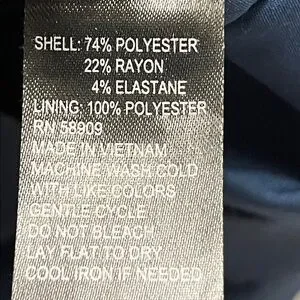 SHELL: 74% POLYESTER
22% RAYON
4% ELASTANE
LINING: 100% POLYESTER
RN 58909
MADE IN VIETNAM
MACHINE WASH COLD
WITH LIKE COLORS
GENTLE CYCLE
DO NOT BLEACH
LAY FLAT TO DRY
COOL IRON IF NEEDED